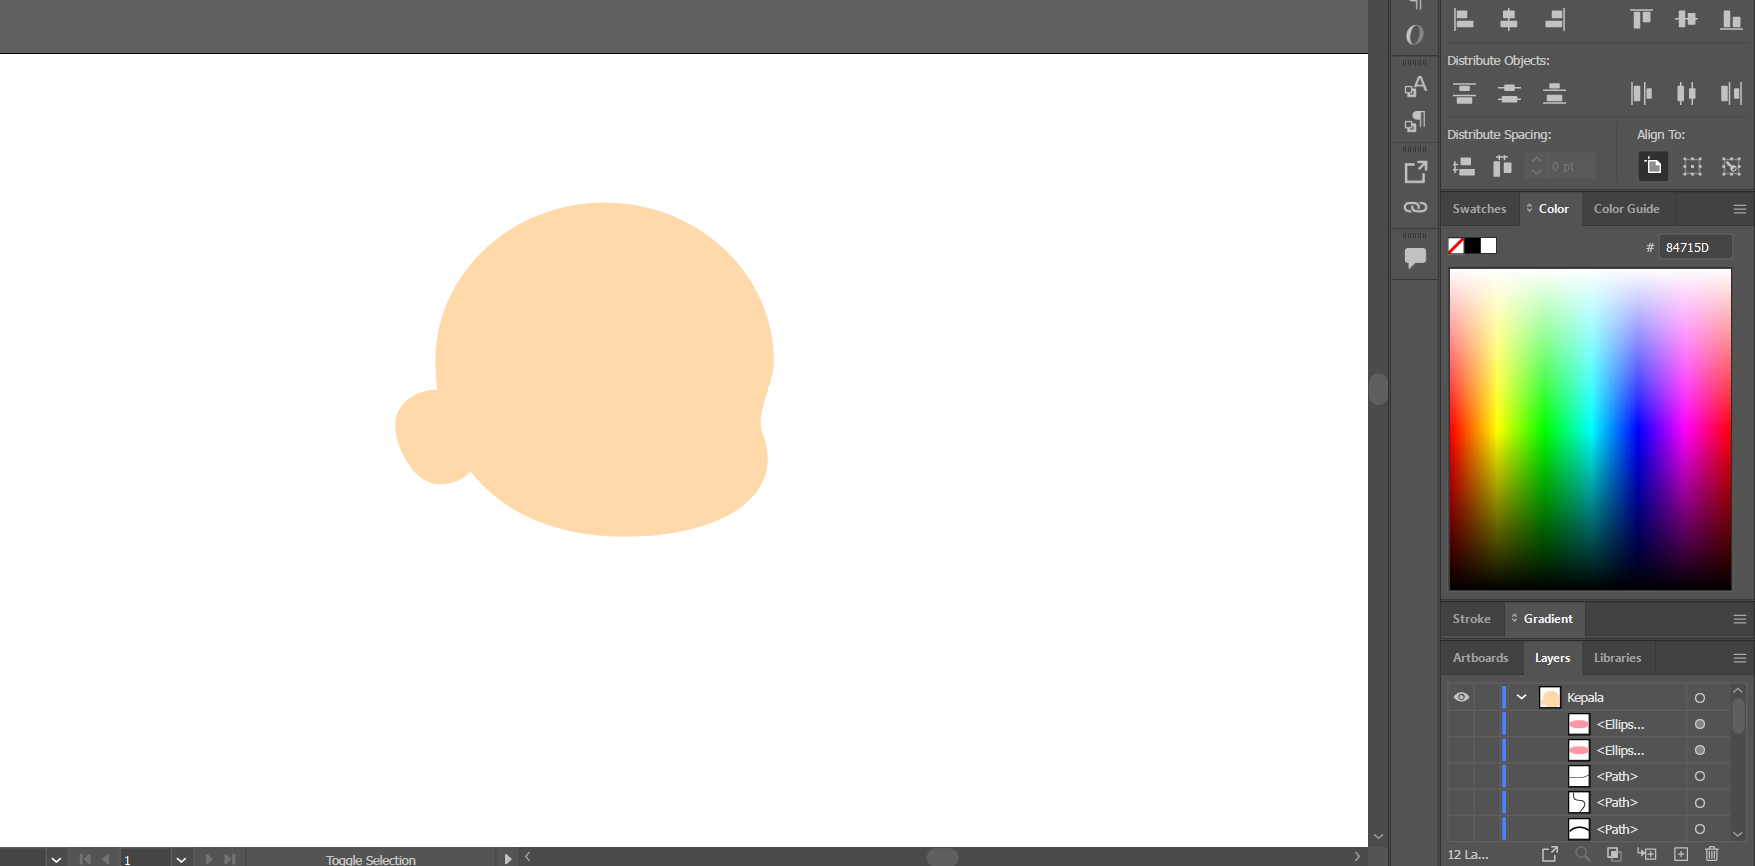 Distribute Objects:
Distribute Spacing:
Align To:
0 pt
Swatches
Color
Color Guide
# 84715D
Stroke
Gradient
Artboards
Layers
Libraries
Kepala
<Ellips...
<Ellips...
<Path>
<Path>
<Path>
12 La...
1
Toggle Selection